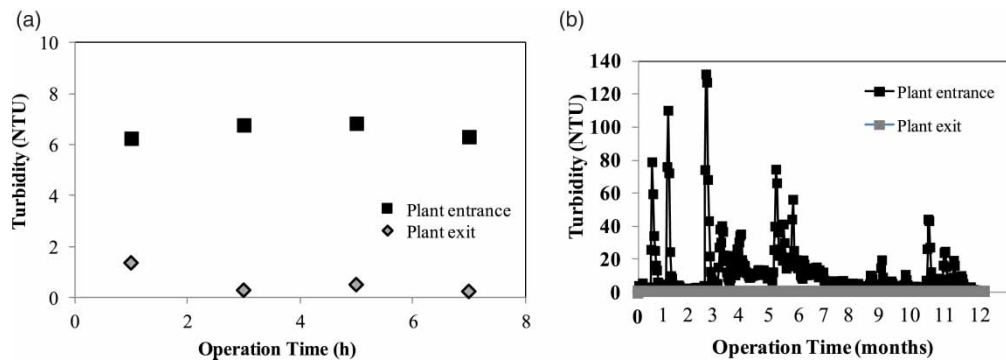 (a)
10
8
6
4
2
0
Turbidity (NTU)
Plant entrance
Plant exit
0 2 4 6 8
Operation Time (h)
(b)
140
120
100
80
60
40
20
0
Turbidity (NTU)
Plant entrance
Plant exit
0 1 2 3 4 5 6 7 8 9 10 11 12
Operation Time (months)